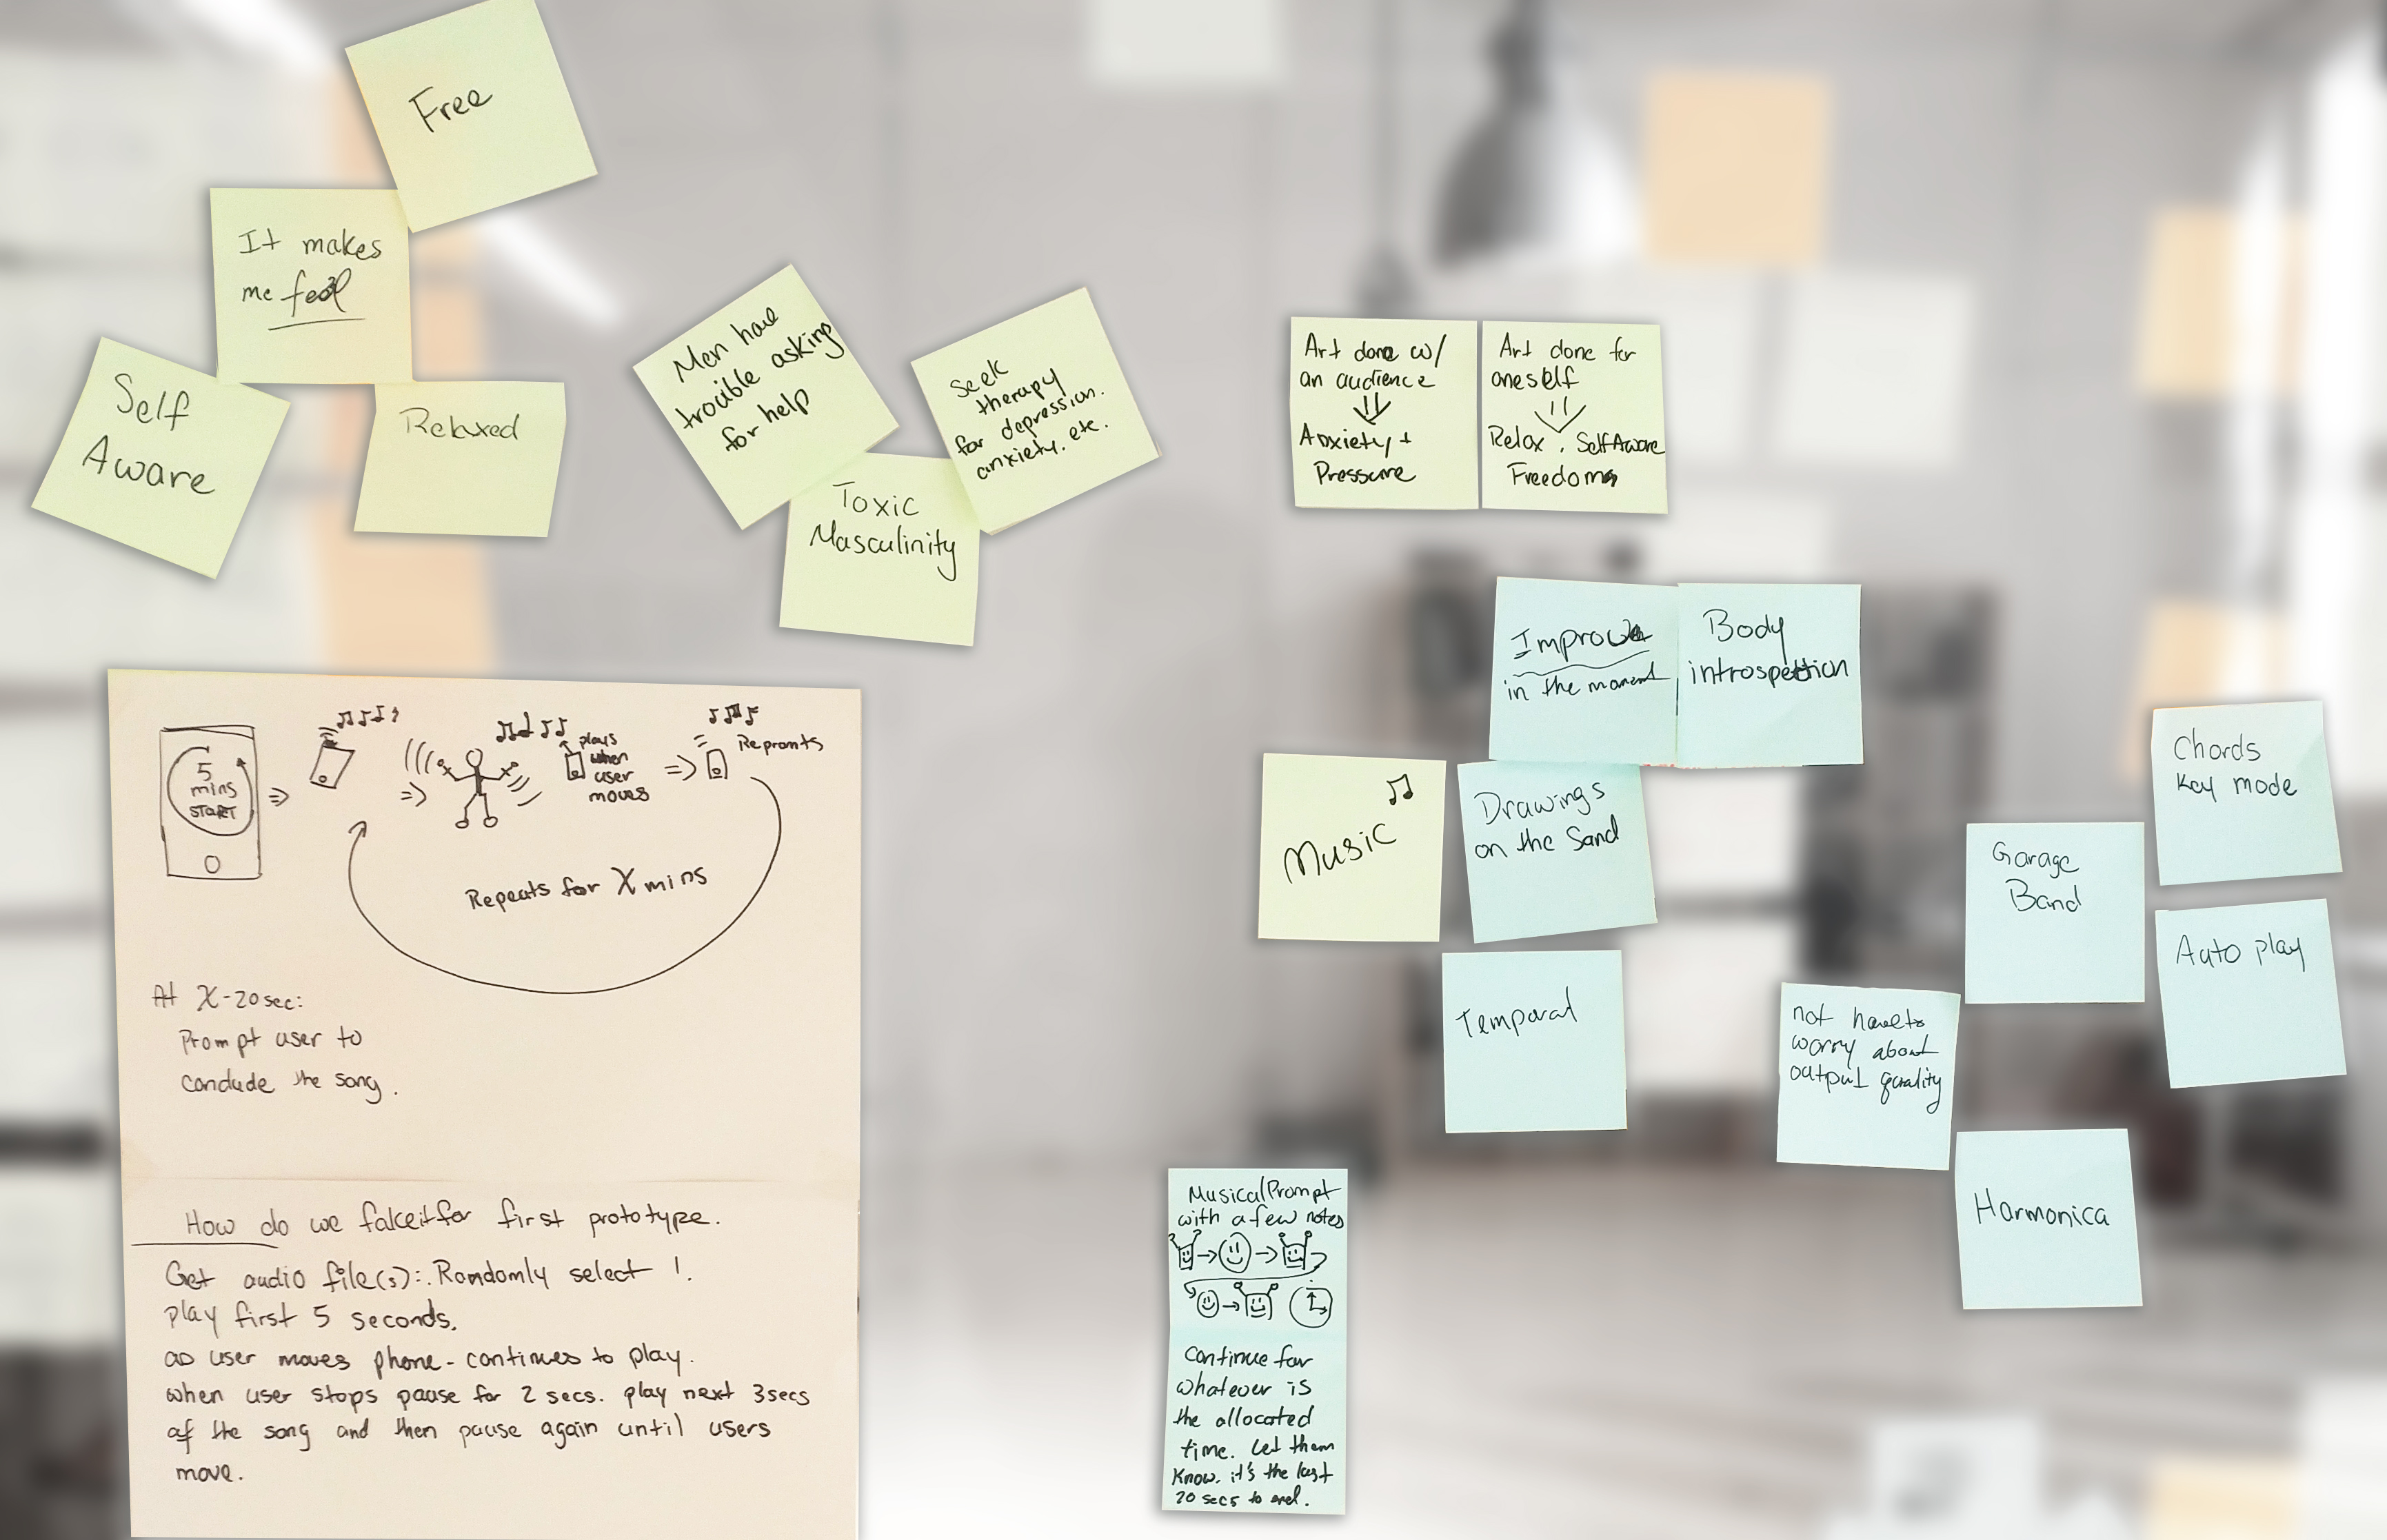 Free
It makes
me feel
Self
Aware
Relaxed
Men have
trouble asking
for help
Seek
therapy
for depression.
anxiety. etc.
Toxic
Masculinity
Art done w/
an audience
Anxiety +
Pressure
Art done for
oneself
Relax, Self Aware
Freedom
Improv
in the moment
Body
introspection
Music
Drawings
on the Sand
Temporal
Chords
Key mode
Garage
Band
Auto play
not have to
worry about
output quality
Harmonica
5
mins
START
plays
when
user
moves
Reprompts
Repeats for X mins
At X-20sec:
Prompt user to
conclude the song.
How do we fake it for first prototype.
Get audio file(s): Randomly select 1.
play first 5 seconds.
as user moves phone - continues to play.
when user stops pause for 2 secs. play next 3secs
of the song and then pause again until users
move.
Musical Prompt
with a few notes
Continue for
whatever is
the allocated
time. Let them
know. it's the last
20 secs to end.